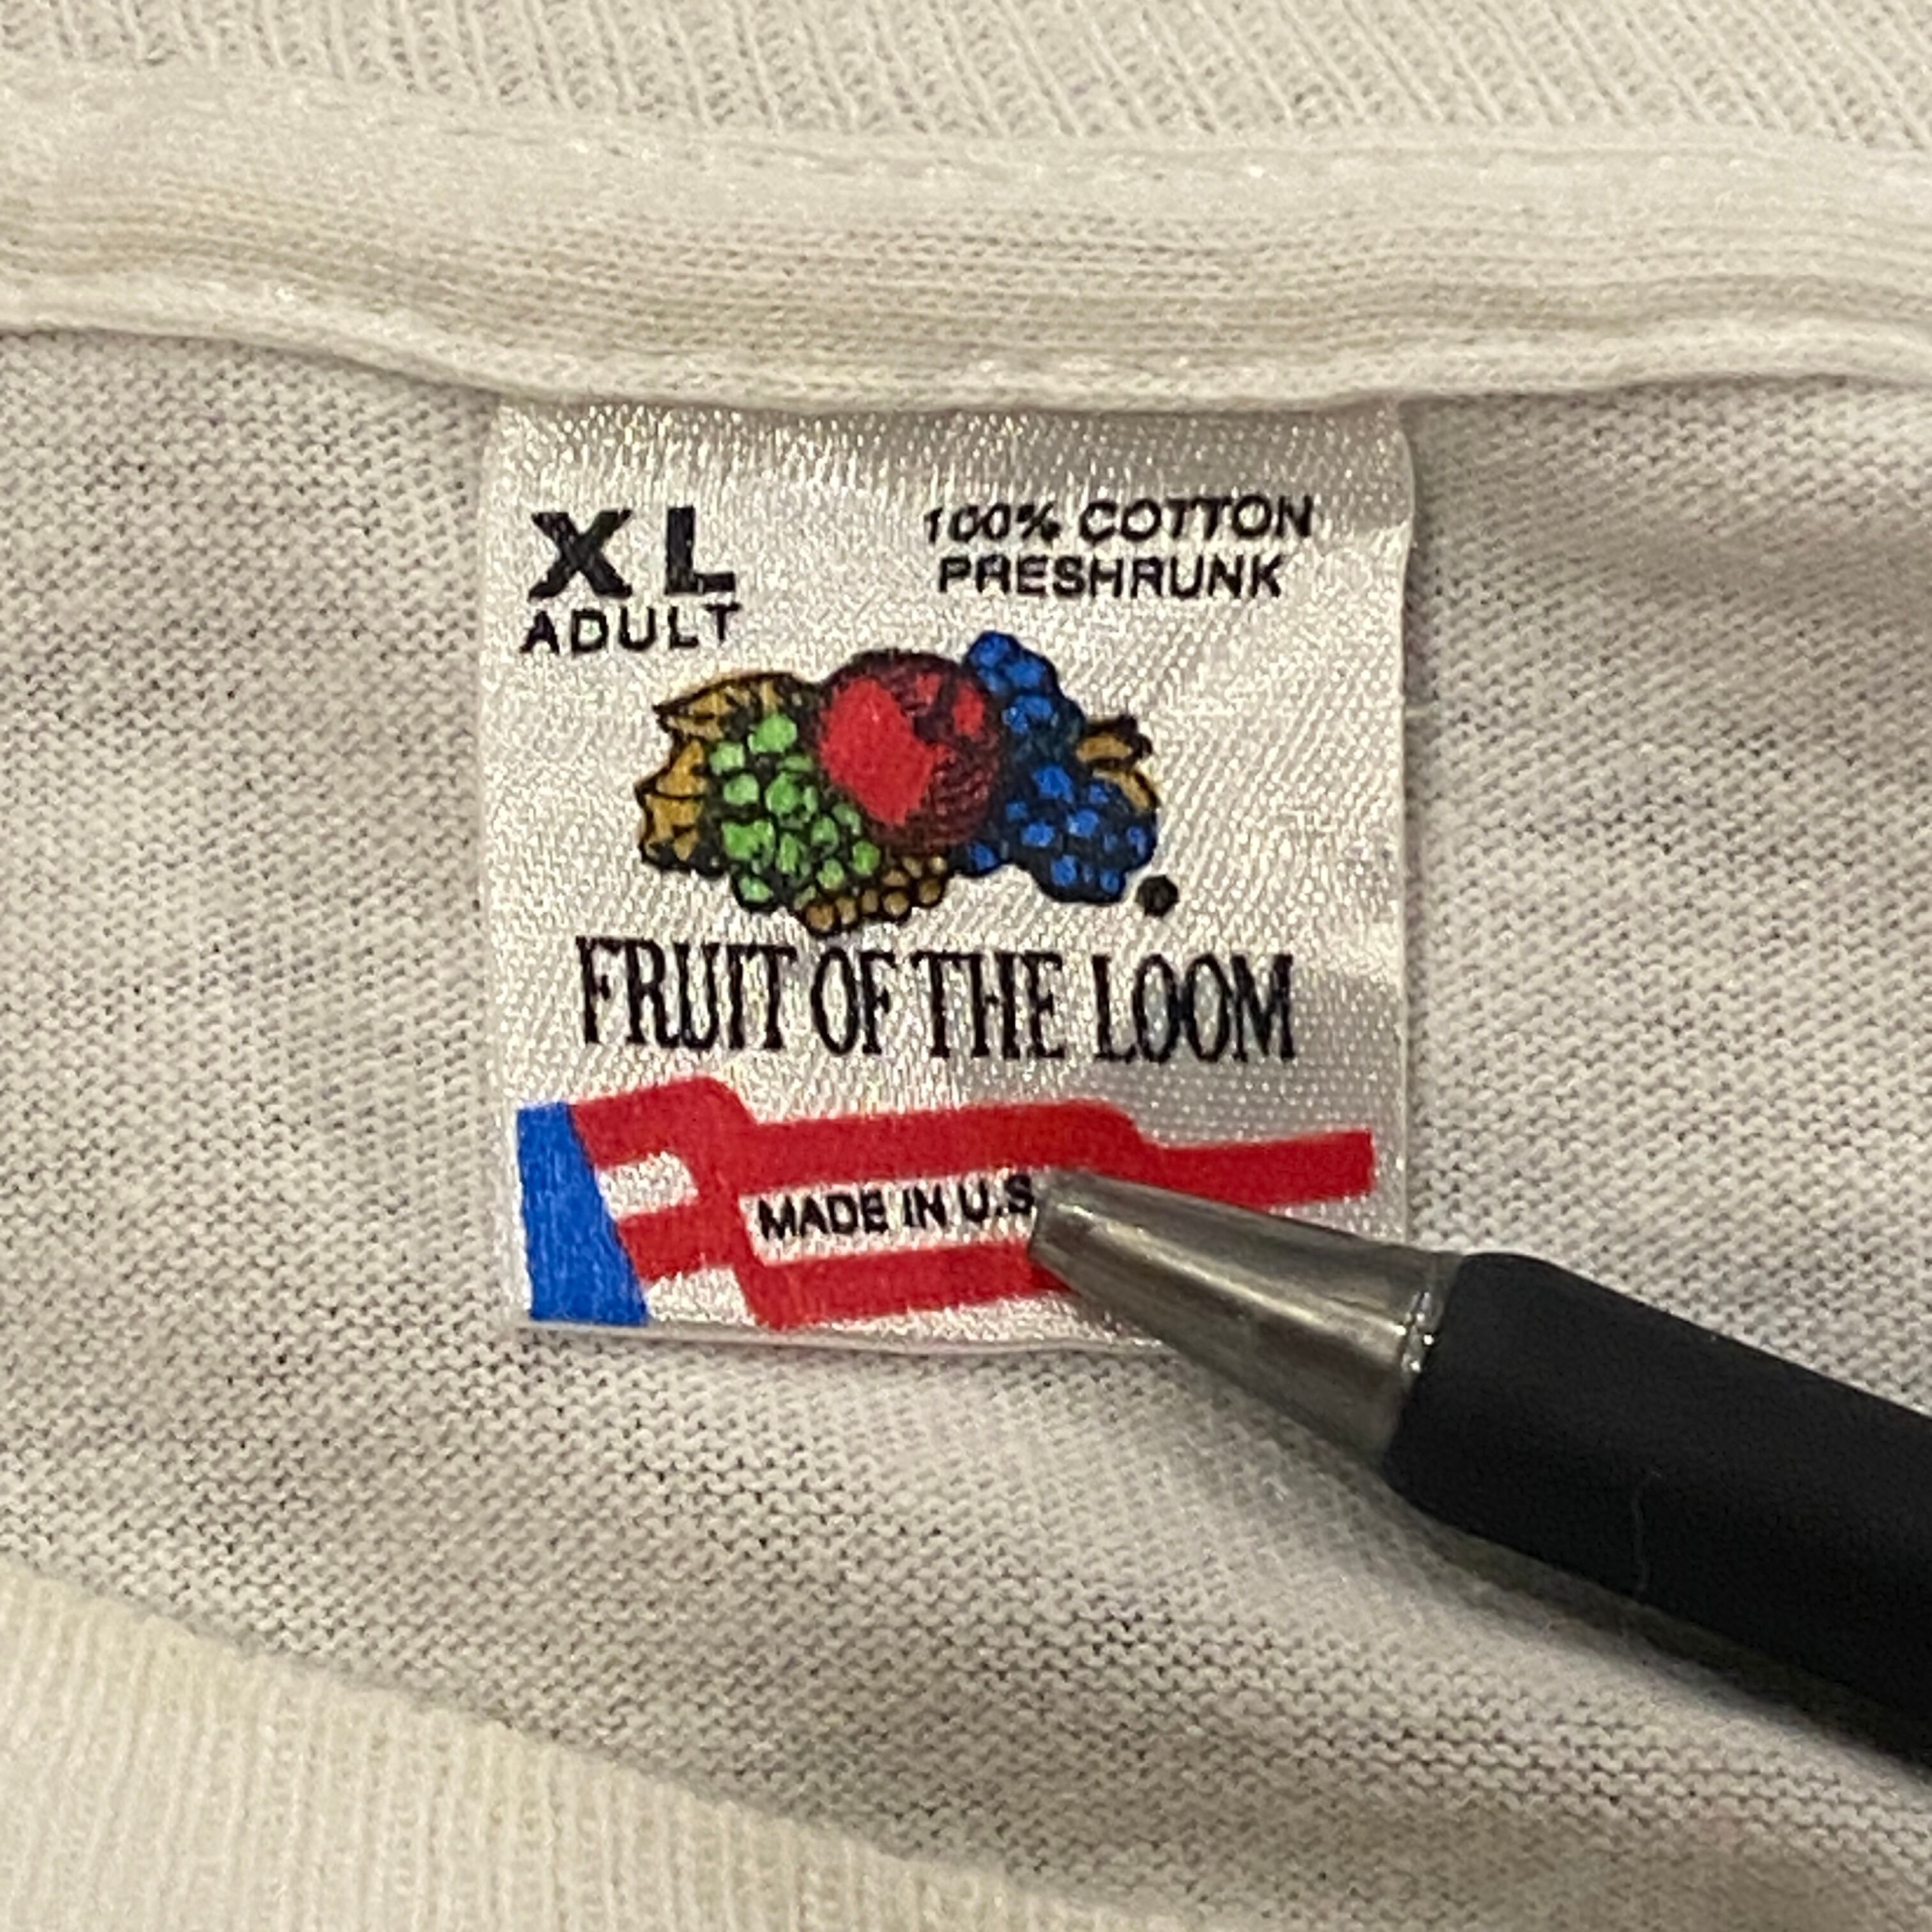 XL
ADULT
100% COTTON
PRESHRUNK
FRUIT OF THE LOOM
MADE IN U.S